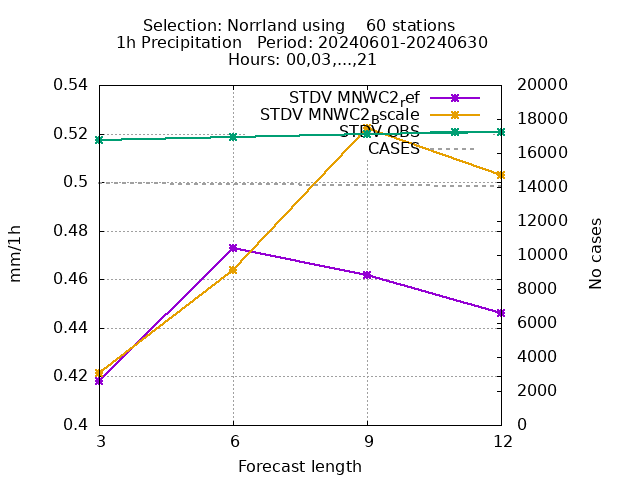 Selection: Norrland using 60 stations
1h Precipitation Period: 20240601-20240630
Hours: 00,03,...,21
0.54
0.52
0.5
0.48
0.46
0.44
0.42
0.4
20000
18000
16000
14000
12000
10000
8000
6000
4000
2000
0
STDV MNWC2ref
STDV MNWC2Bscale
STDV OBS
CASES
mm/1h
No cases
3
6
9
12
Forecast length